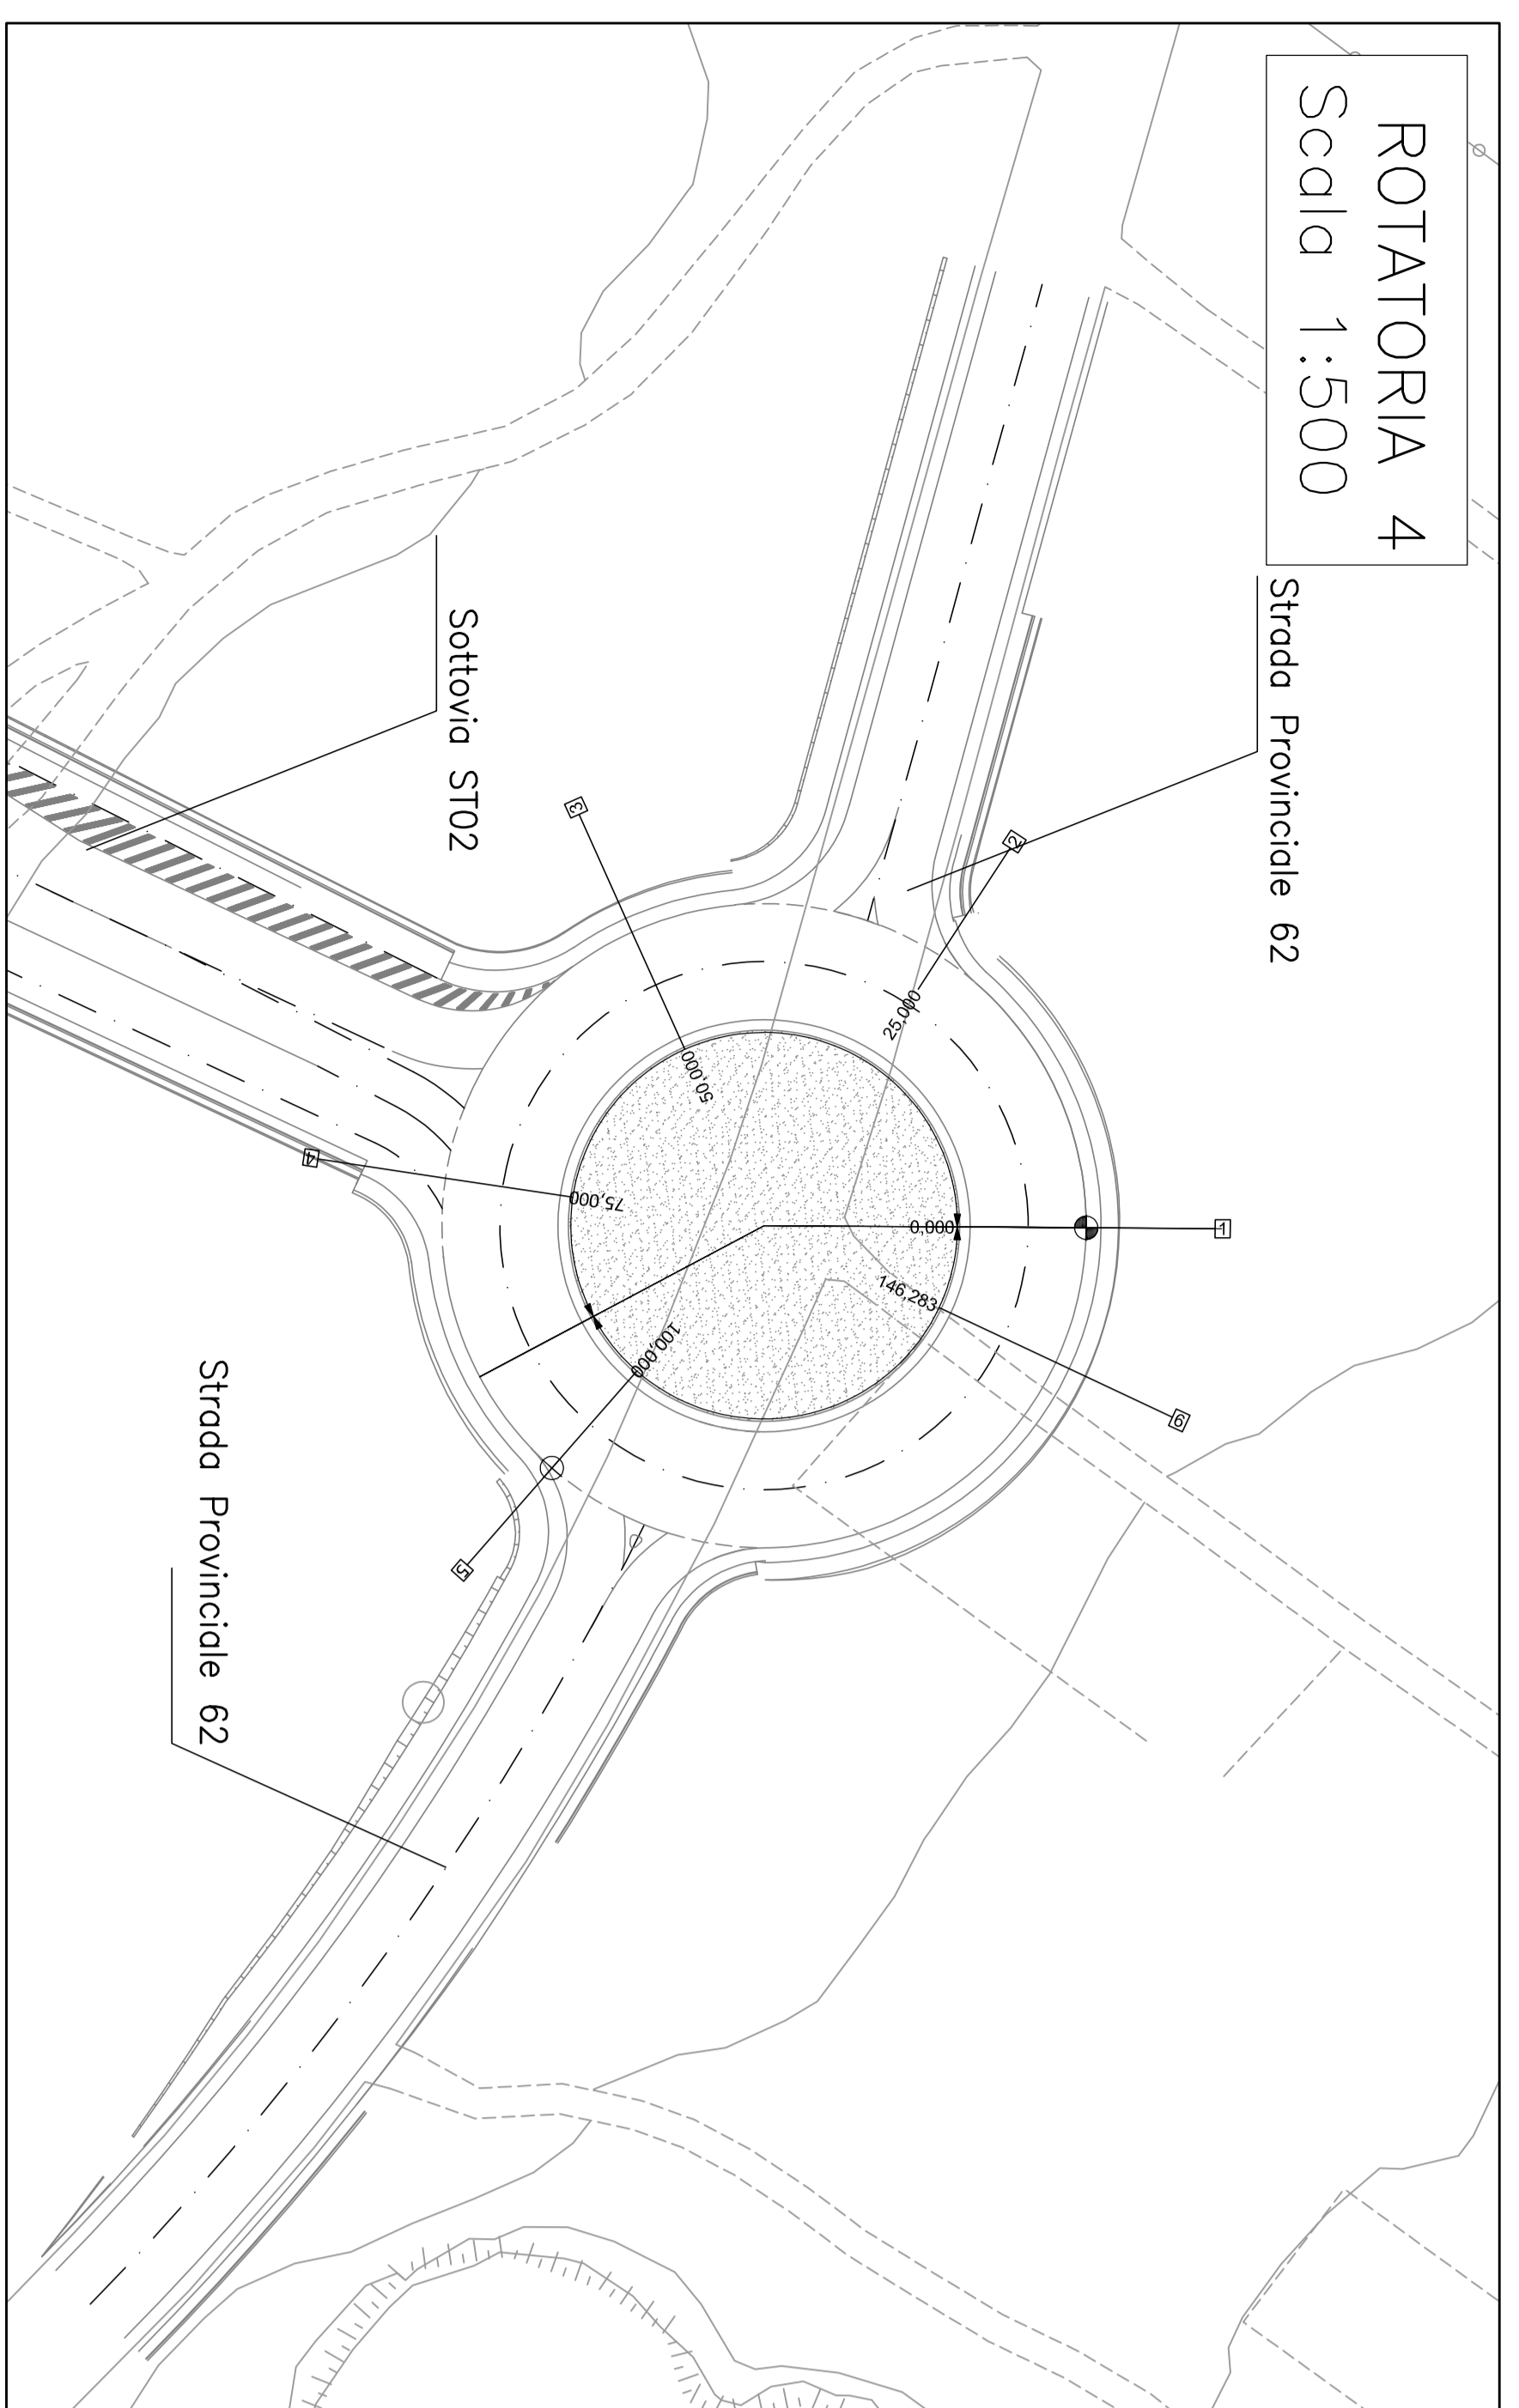 ROTATORIA 4
Scala 1:500
Strada Provinciale 62
Sottovia ST02
Strada Provinciale 62
1
2
3
4
5
6
0,000
25,000
50,000
75,000
100,000
146,283